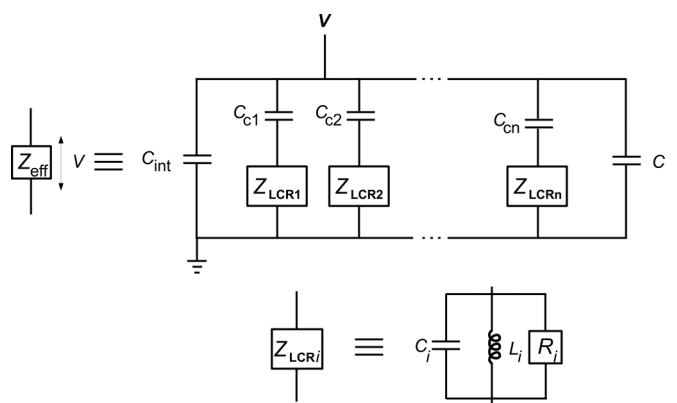 V
Z_eff V ≡ C_int C_c1 Z_LCR1 C_c2 Z_LCR2 ... C_cn Z_LCRn C
...
Z_LCRi ≡ C_i L_i R_i